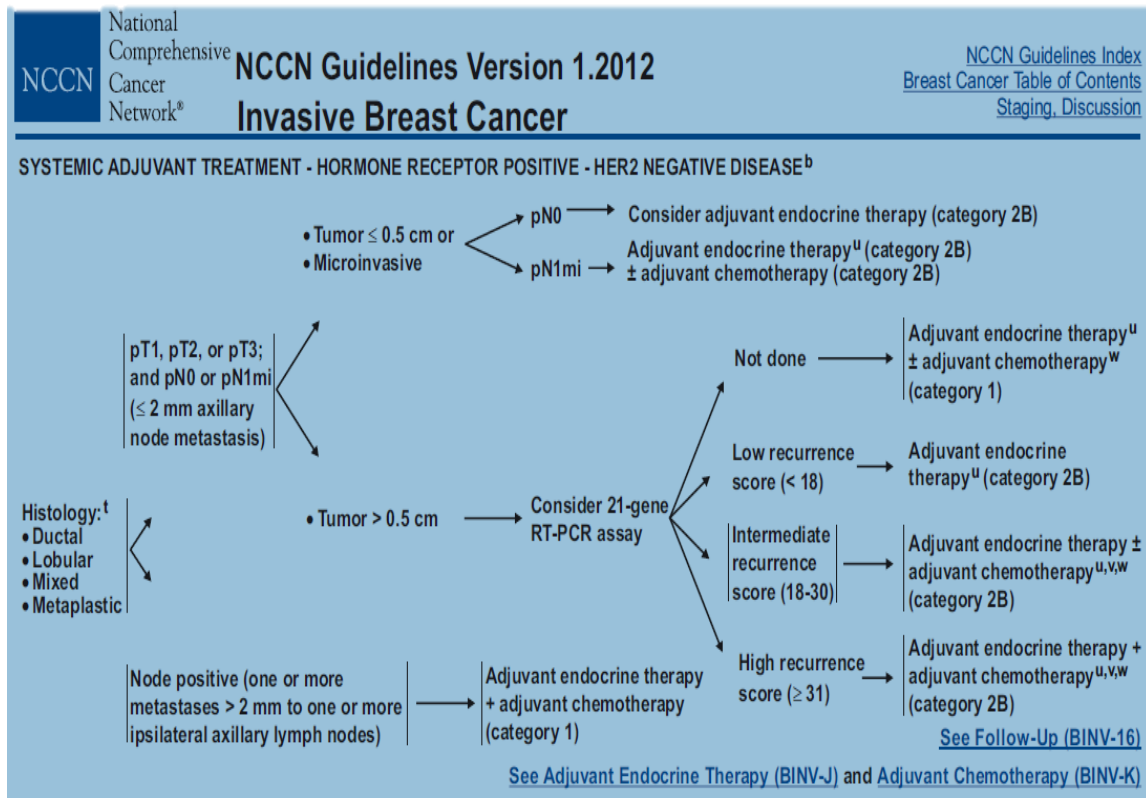 National
Comprehensive
Cancer
Network®
NCCN
NCCN Guidelines Version 1.2012
Invasive Breast Cancer
NCCN Guidelines Index
Breast Cancer Table of Contents
Staging, Discussion
SYSTEMIC ADJUVANT TREATMENT - HORMONE RECEPTOR POSITIVE - HER2 NEGATIVE DISEASEᵇ
• Tumor ≤ 0.5 cm or
• Microinvasive
pN0
Consider adjuvant endocrine therapy (category 2B)
pN1mi
Adjuvant endocrine therapyᵘ (category 2B)
± adjuvant chemotherapy (category 2B)
pT1, pT2, or pT3;
and pN0 or pN1mi
(≤ 2 mm axillary
node metastasis)
Not done
Adjuvant endocrine therapyᵘ
± adjuvant chemotherapyʷ
(category 1)
Low recurrence
score (< 18)
Adjuvant endocrine
therapyᵘ (category 2B)
Histology:ᵗ
• Ductal
• Lobular
• Mixed
• Metaplastic
• Tumor > 0.5 cm
Consider 21-gene
RT-PCR assay
Intermediate
recurrence
score (18-30)
Adjuvant endocrine therapy ±
adjuvant chemotherapyᵘ,ᵛ,ʷ
(category 2B)
High recurrence
score (≥ 31)
Adjuvant endocrine therapy +
adjuvant chemotherapyᵘ,ᵛ,ʷ
(category 2B)
Node positive (one or more
metastases > 2 mm to one or more
ipsilateral axillary lymph nodes)
Adjuvant endocrine therapy
+ adjuvant chemotherapy
(category 1)
See Follow-Up (BINV-16)
See Adjuvant Endocrine Therapy (BINV-J) and Adjuvant Chemotherapy (BINV-K)